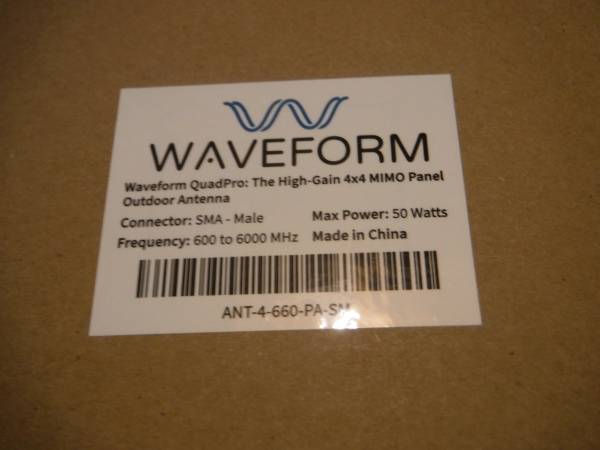 WAVEFORM
Waveform QuadPro: The High-Gain 4x4 MIMO Panel
Outdoor Antenna
Connector: SMA - Male Max Power: 50 Watts
Frequency: 600 to 6000 MHz Made in China
ANT-4-660-PA-SM